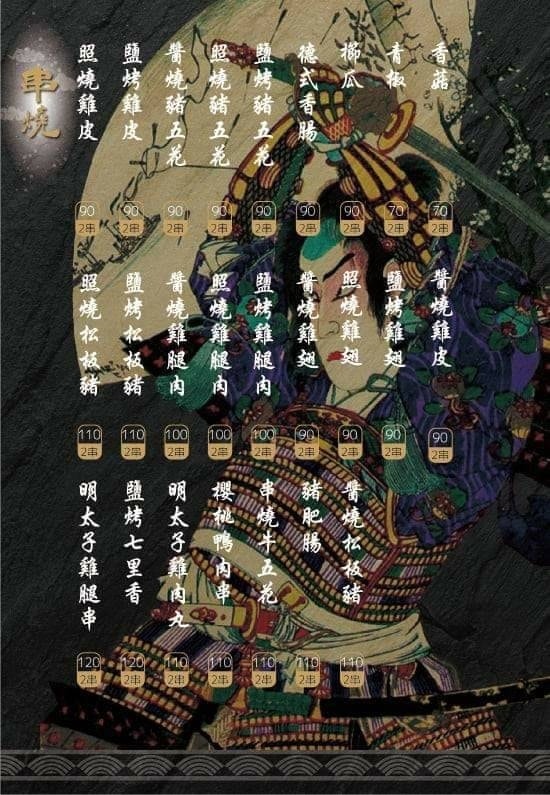 串燒
香菇
70
2串
青椒
70
2串
櫛瓜
90
2串
德式香腸
90
2串
鹽烤豬五花
90
2串
照燒豬五花
90
2串
醬燒豬五花
90
2串
鹽烤雞皮
90
2串
照燒雞皮
90
2串
醬燒雞皮
90
2串
鹽烤雞翅
90
2串
照燒雞翅
90
2串
醬燒雞翅
90
2串
鹽烤雞腿肉
100
2串
照燒雞腿肉
100
2串
醬燒雞腿肉
100
2串
鹽烤松板豬
110
2串
照燒松板豬
110
2串
醬燒松板豬
110
2串
豬肥腸
110
2串
串燒牛五花
110
2串
櫻桃鴨肉串
110
2串
明太子雞肉丸
110
2串
鹽烤七里香
120
2串
明太子雞腿串
120
2串